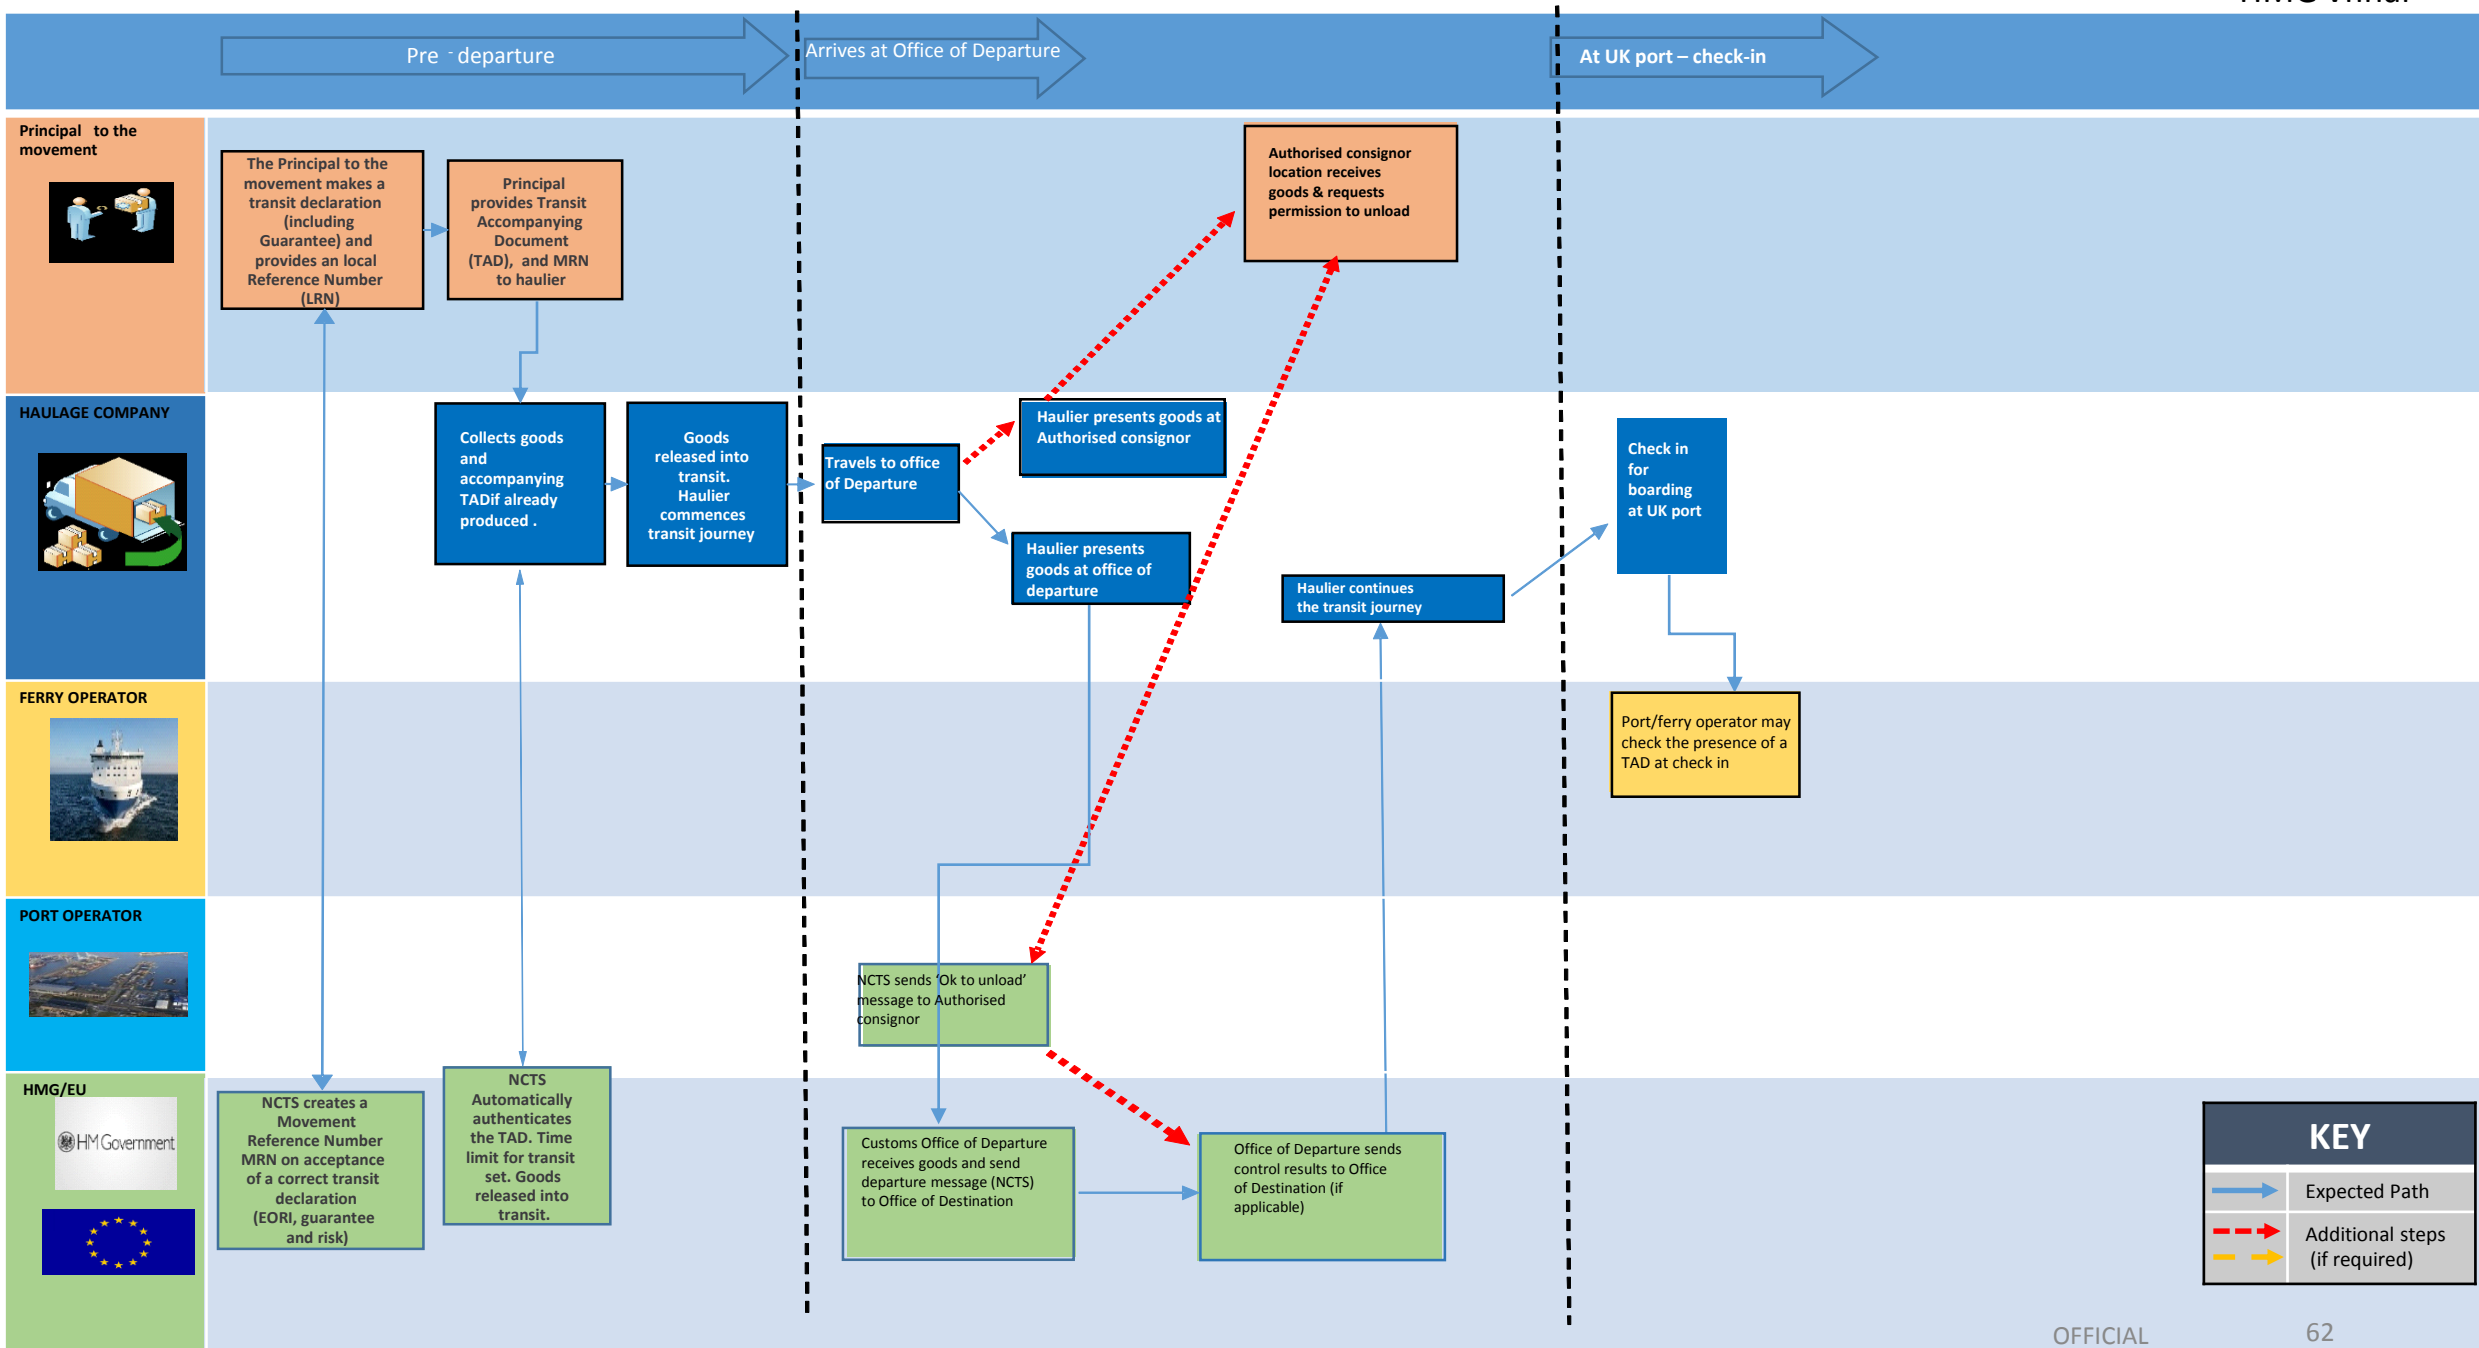 Pre - departure
Arrives at Office of Departure
At UK port – check-in
Principal to the
movement
The Principal to the
movement makes a
transit declaration
(including
Guarantee) and
provides an local
Reference Number
(LRN)
Principal
provides Transit
Accompanying
Document
(TAD), and MRN
to haulier
Authorised consignor
location receives
goods & requests
permission to unload
HAULAGE COMPANY
Collects goods
and
accompanying
TADif already
produced .
Goods
released into
transit.
Haulier
commences
transit journey
Travels to office
of Departure
Haulier presents goods at
Authorised consignor
Haulier presents
goods at office of
departure
Haulier continues
the transit journey
Check in
for
boarding
at UK port
FERRY OPERATOR
Port/ferry operator may
check the presence of a
TAD at check in
PORT OPERATOR
NCTS sends ‘Ok to unload’
message to Authorised
consignor
HMG/EU
HM Government
NCTS creates a
Movement
Reference Number
MRN on acceptance
of a correct transit
declaration
(EORI, guarantee
and risk)
NCTS
Automatically
authenticates
the TAD. Time
limit for transit
set. Goods
released into
transit.
Customs Office of Departure
receives goods and send
departure message (NCTS)
to Office of Destination
Office of Departure sends
control results to Office
of Destination (if
applicable)
KEY
Expected Path
Additional steps
(if required)
OFFICIAL
62